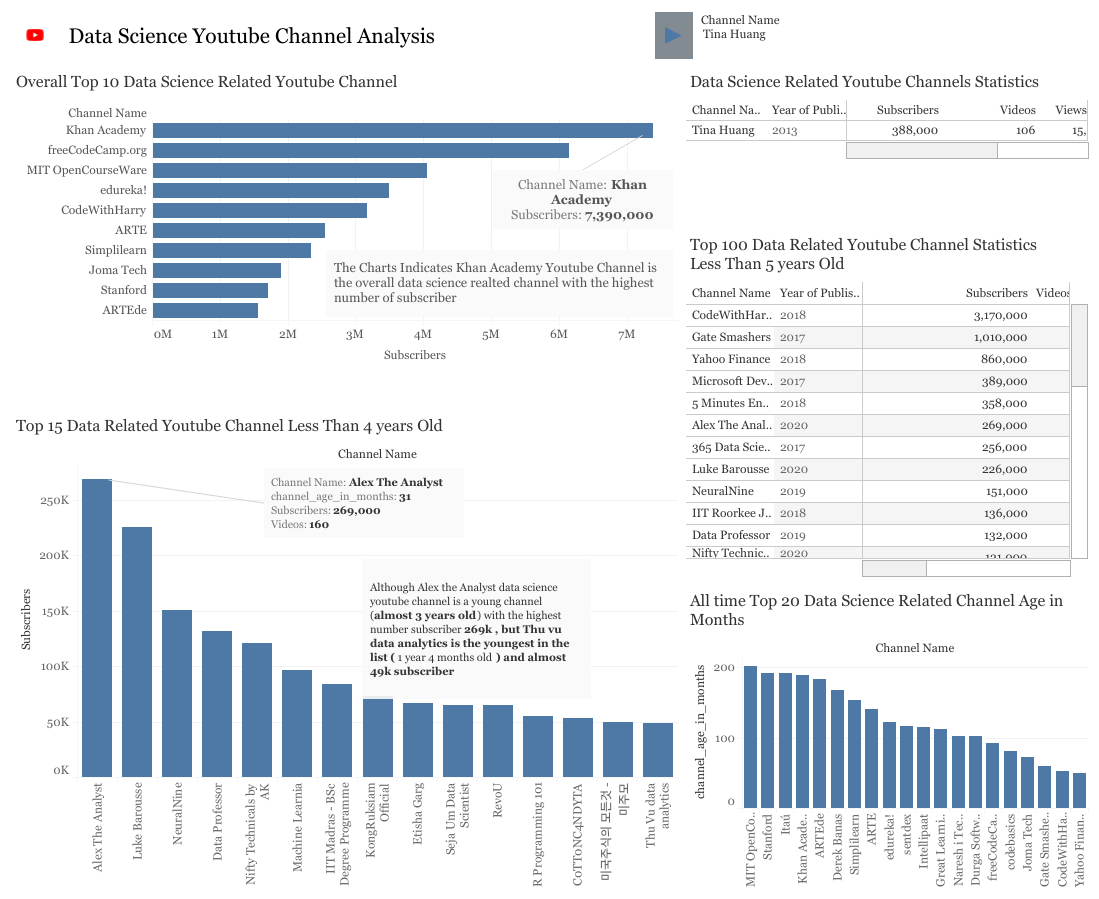 Data Science Youtube Channel Analysis
Channel Name
Tina Huang
Overall Top 10 Data Science Related Youtube Channel
Channel Name
Khan Academy
freeCodeCamp.org
MIT OpenCourseWare
edureka!
CodeWithHarry
ARTE
Simplilearn
Joma Tech
Stanford
ARTEde
Channel Name: Khan
Academy
Subscribers: 7,390,000
The Charts Indicates Khan Academy Youtube Channel is
the overall data science realted channel with the highest
number of subscriber
0M 1M 2M 3M 4M 5M 6M 7M
Subscribers
Data Science Related Youtube Channels Statistics
Channel Na.. Year of Publi.. Subscribers Videos Views
Tina Huang 2013 388,000 106 15,
Top 100 Data Related Youtube Channel Statistics
Less Than 5 years Old
Channel Name Year of Publis.. Subscribers Videos
CodeWithHar.. 2018 3,170,000
Gate Smashers 2017 1,010,000
Yahoo Finance 2018 860,000
Microsoft Dev.. 2017 389,000
5 Minutes En.. 2018 358,000
Alex The Anal.. 2020 269,000
365 Data Scie.. 2017 256,000
Luke Barousse 2020 226,000
NeuralNine 2019 151,000
IIT Roorkee J.. 2018 136,000
Data Professor 2019 132,000
Nifty Technic.. 2020 121,000
Top 15 Data Related Youtube Channel Less Than 4 years Old
Channel Name
Channel Name: Alex The Analyst
channel_age_in_months: 31
Subscribers: 269,000
Videos: 160
Although Alex the Analyst data science
youtube channel is a young channel
(almost 3 years old) with the highest
number subscriber 269k , but Thu vu
data analytics is the youngest in the
list ( 1 year 4 months old ) and almost
49k subscriber
Subscribers
250K
200K
150K
100K
50K
0K
Alex The Analyst
Luke Barousse
NeuralNine
Data Professor
Nifty Technicals by
AK
Machine Learnia
IIT Madras - BSc
Degree Programme
KongRuksiam
Official
Etisha Garg
Seja Um Data
Scientist
RevoU
R Programming 101
CoTToNC4NDYTA
미국주식의 모든것 -
미주모
Thu Vu data
analytics
All time Top 20 Data Science Related Channel Age in
Months
Channel Name
channel_age_in_months
200
100
0
MIT OpenCo..
Stanford
Itaú
Khan Acade..
ARTEde
Derek Banas
Simplilearn
ARTE
edureka!
sentdex
Intellipaat
Great Learni..
Naresh i Tec..
Durga Softw..
freeCodeCa..
codebasics
Joma Tech
Gate Smashe..
CodeWithHa..
Yahoo Finan..